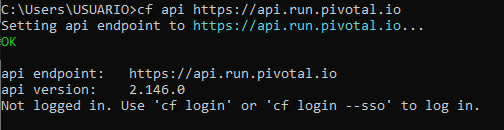 C:\Users\USUARIO>cf api https://api.run.pivotal.io
Setting api endpoint to https://api.run.pivotal.io...
OK
api endpoint:   https://api.run.pivotal.io
api version:    2.146.0
Not logged in. Use 'cf login' or 'cf login --sso' to log in.